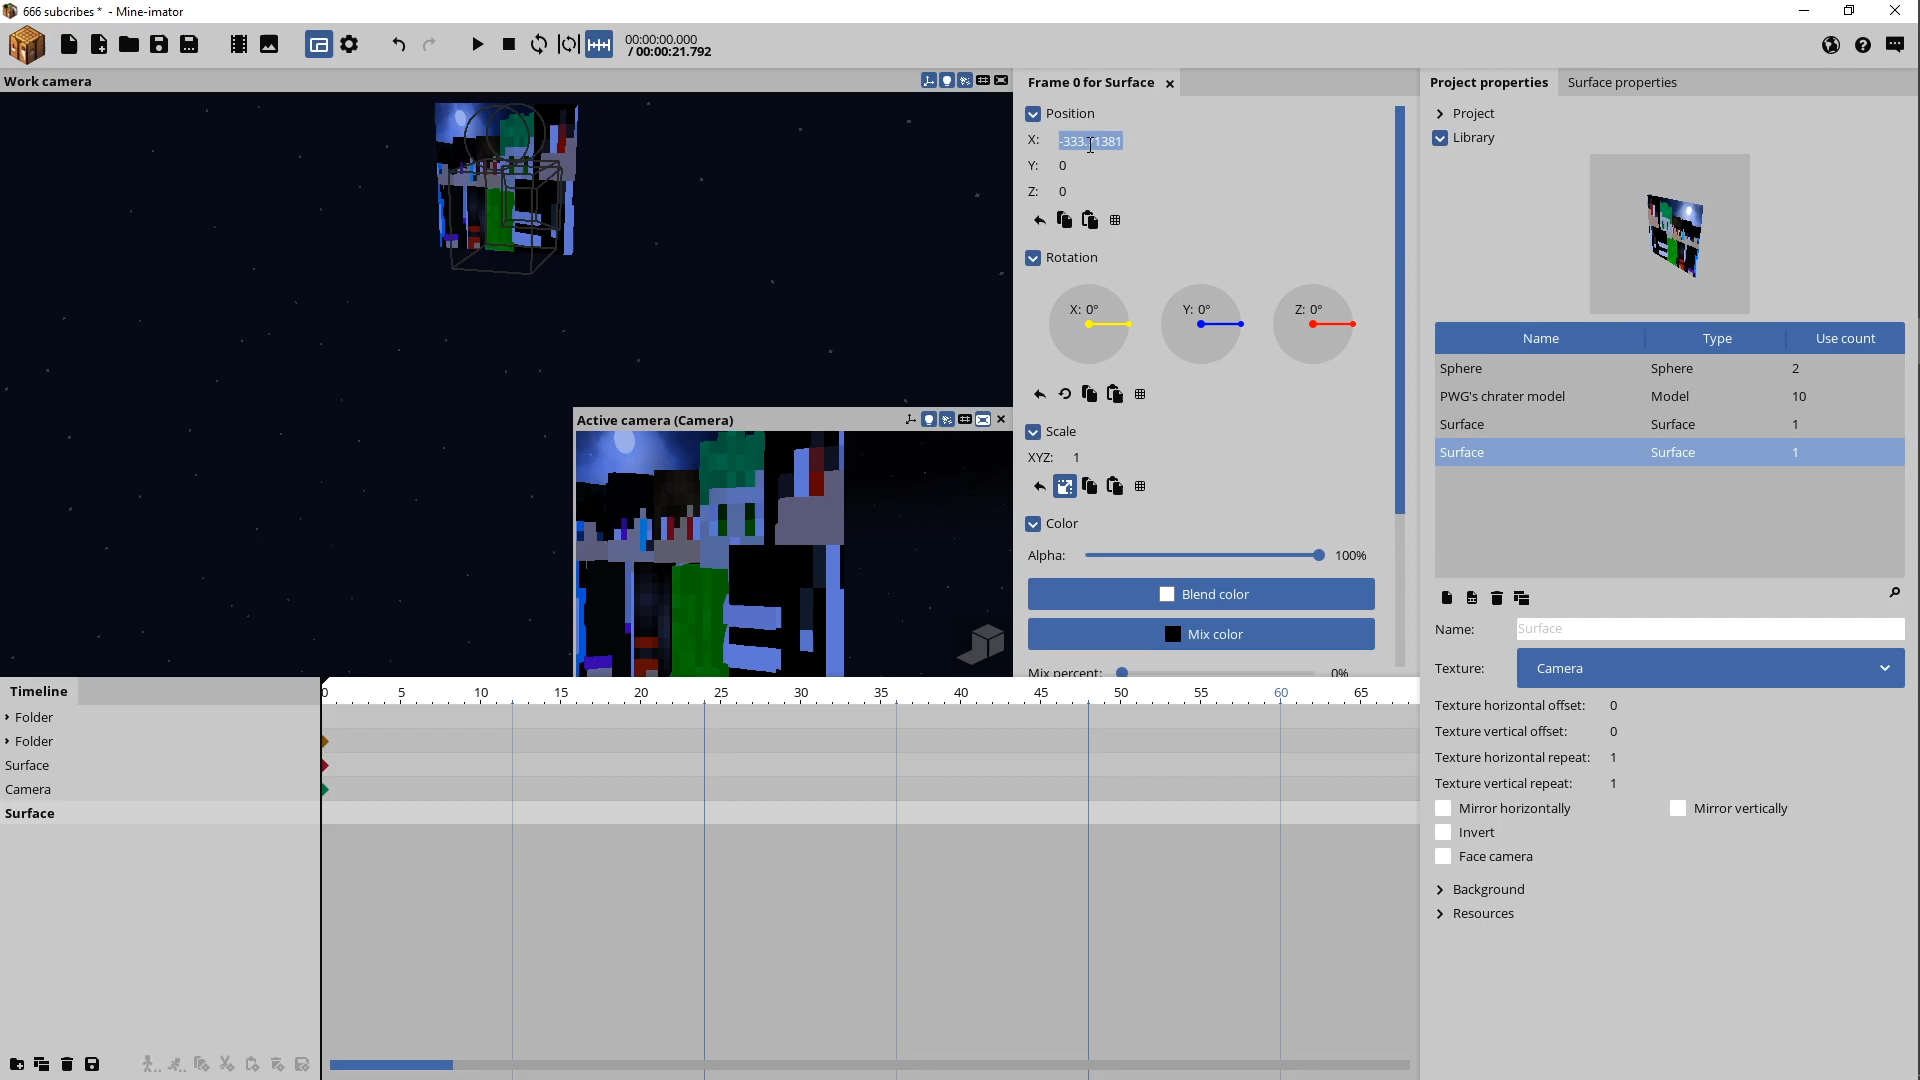 666 subcribes * - Mine-imator
00:00:00.000
/ 00:00:21.792
Work camera
Frame 0 for Surface
Position
X:
Y: 0
Z: 0
Rotation
X: 0° Y: 0° Z: 0°
Scale
XYZ: 1
Color
Alpha: 100%
Blend color
Mix color
Mix percent: 0%
Active camera (Camera)
Project properties Surface properties
Project
Library
Name Type Use count
Sphere Sphere 2
PWG's chrater model Model 10
Surface Surface 1
Surface Surface 1
Name: Surface
Texture: Camera
Texture horizontal offset: 0
Texture vertical offset: 0
Texture horizontal repeat: 1
Texture vertical repeat: 1
Mirror horizontally Mirror vertically
Invert
Face camera
Background
Resources
Timeline
0 5 10 15 20 25 30 35 40 45 50 55 60 65
Folder
Folder
Surface
Camera
Surface